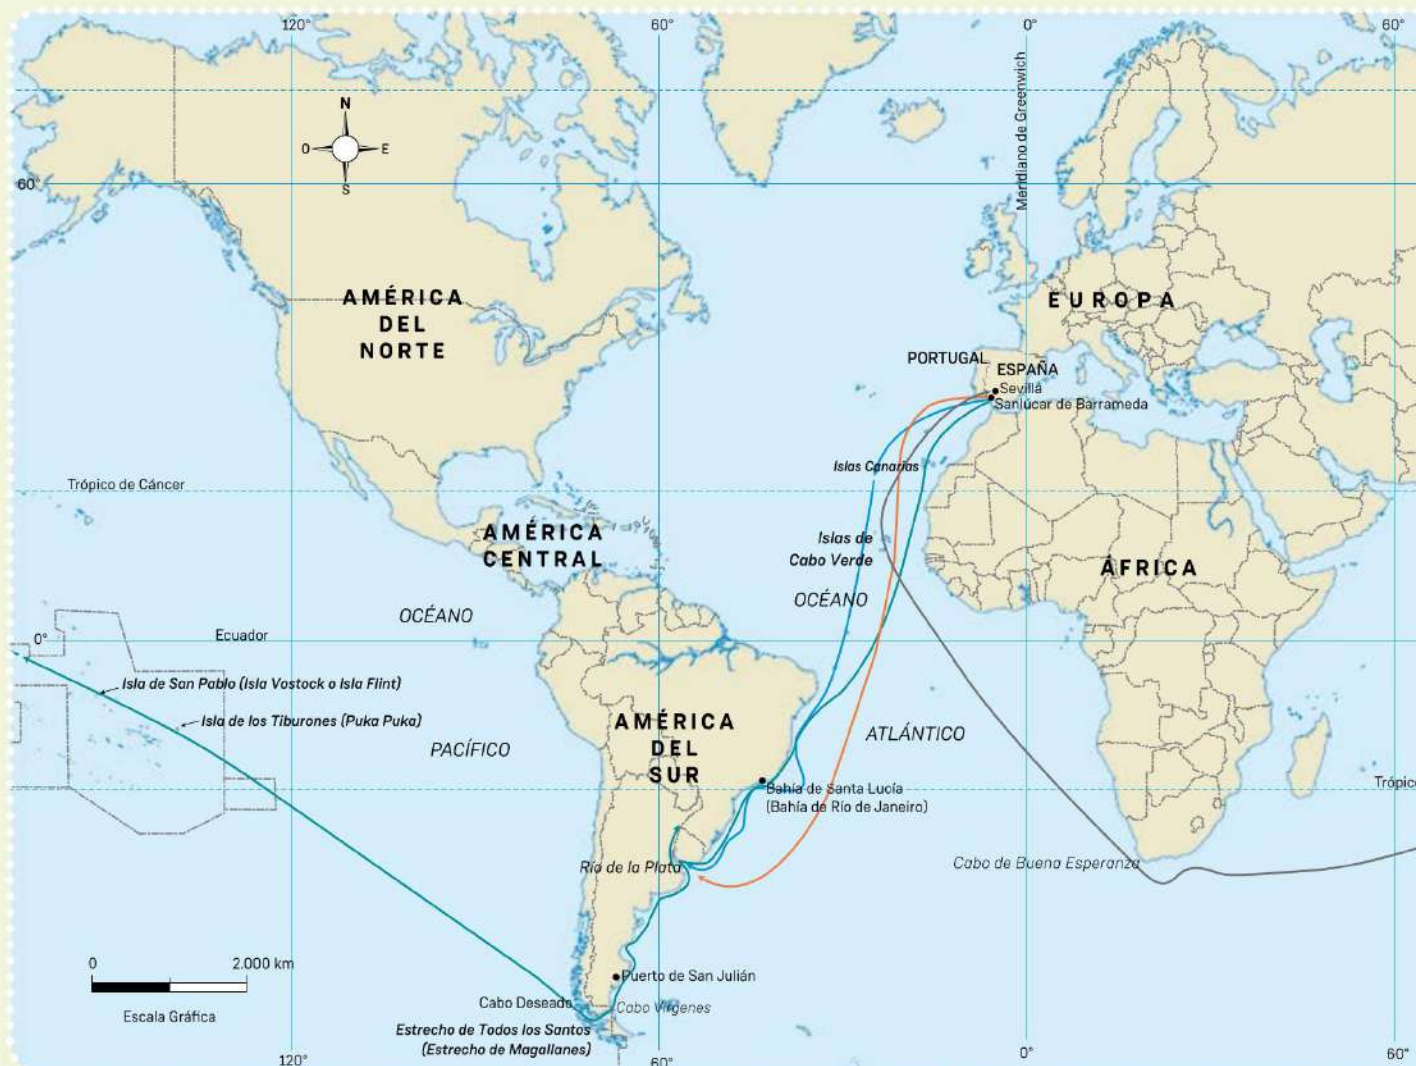 120°
60°
0°
60°
Meridiano de Greenwich
N
O
E
S
60°
AMÉRICA
DEL
NORTE
EUROPA
PORTUGAL
ESPAÑA
Sevilla
Sanlúcar de Barrameda
Islas Canarias
Trópico de Cáncer
AMÉRICA
CENTRAL
Islas de
Cabo Verde
ÁFRICA
OCÉANO
OCÉANO
0°
Ecuador
Isla de San Pablo (Isla Vostock o Isla Flint)
Isla de los Tiburones (Puka Puka)
AMÉRICA
DEL
SUR
PACÍFICO
ATLÁNTICO
Trópico
Bahía de Santa Lucía
(Bahía de Río de Janeiro)
Río de la Plata
Cabo de Buena Esperanza
0
2.000 km
Escala Gráfica
Puerto de San Julián
Cabo Deseado
Cabo Vírgenes
Estrecho de Todos los Santos
(Estrecho de Magallanes)
120°
60°
0°
60°